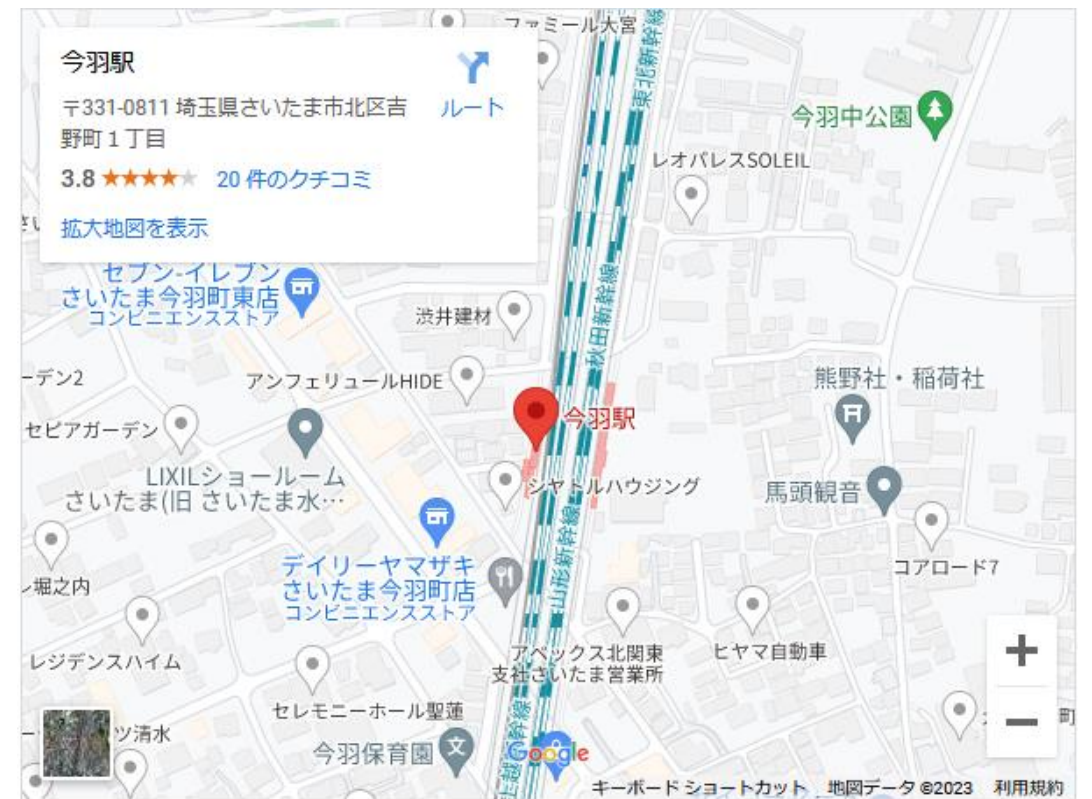 今羽駅
〒331-0811 埼玉県さいたま市北区吉
野町1丁目
3.8
20 件のクチコミ
拡大地図を表示
ルート
ファミール大宮
東北新幹線
今羽中公園
レオパレスSOLEIL
セブン-イレブン
さいたま今羽町東店
コンビニエンスストア
渋井建材
秋田新幹線
ーデン2
アンフェリュールHIDE
熊野社・稲荷社
今羽駅
セピアガーデン
LIXILショールーム
さいたま(旧 さいたま水…
シャトルハウジング
馬頭観音
山形新幹線
デイリーヤマザキ
さいたま今羽町店
コンビニエンスストア
コアロード7
堀之内
アペックス北関東
支社さいたま営業所
ヒヤマ自動車
レジデンスハイム
セレモニーホール聖蓮
上越新幹線
ツ清水
今羽保育園
町
Google
キーボード ショートカット
地図データ ©2023
利用規約